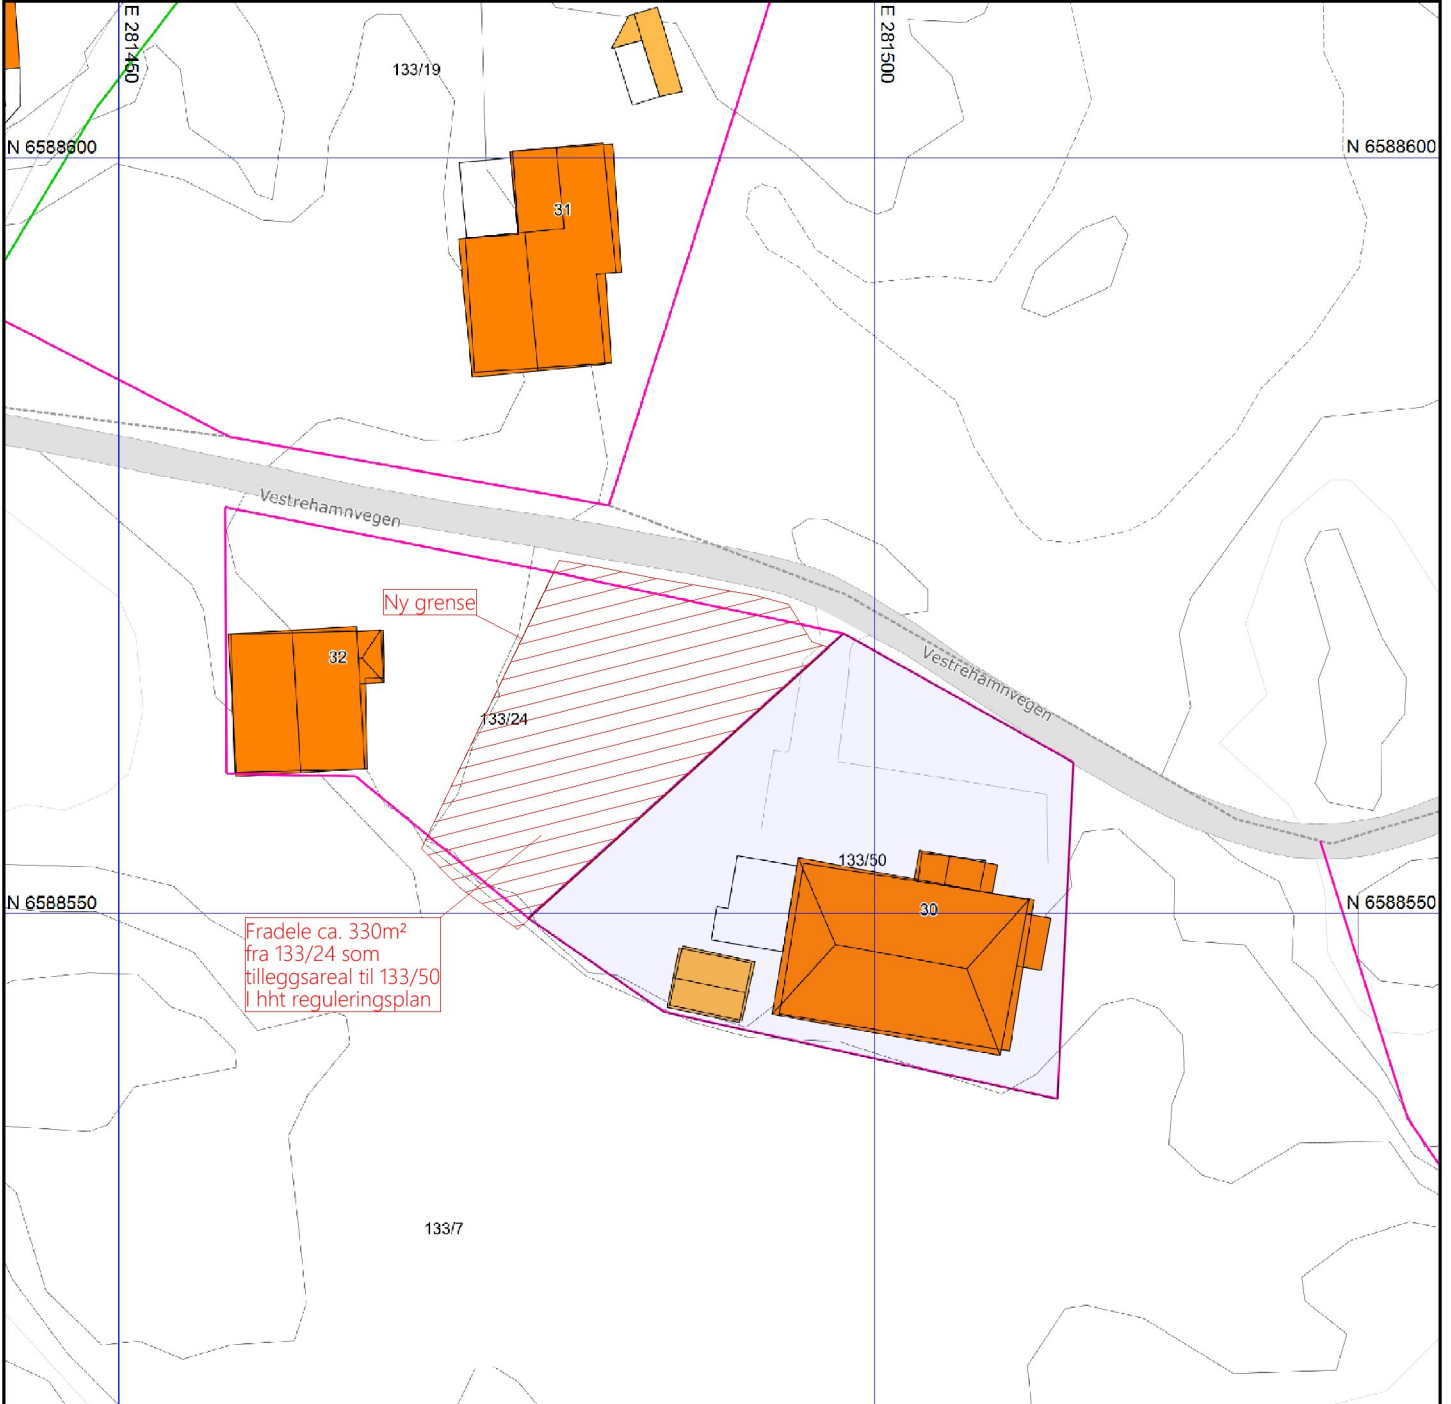 E 281450
E 281500
133/19
N 6588600
N 6588600
31
Vestrehamnvegen
Ny grense
32
Vestrehamnvegen
133/24
133/50
30
N 6588550
N 6588550
Fradele ca. 330m²
fra 133/24 som
tilleggsareal til 133/50
I hht reguleringsplan
133/7